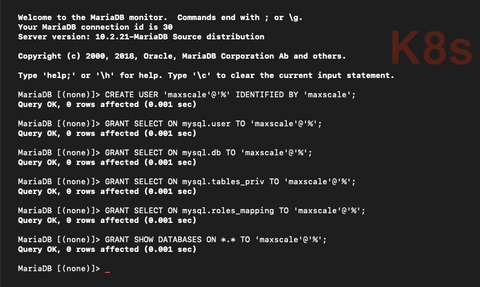 Welcome to the MariaDB monitor.  Commands end with ; or \g.
Your MariaDB connection id is 30
Server version: 10.2.21-MariaDB Source distribution
K8s
Copyright (c) 2000, 2018, Oracle, MariaDB Corporation Ab and others.
Type 'help;' or '\h' for help. Type '\c' to clear the current input statement.
MariaDB [(none)]> CREATE USER 'maxscale'@'%' IDENTIFIED BY 'maxscale';
Query OK, 0 rows affected (0.001 sec)
MariaDB [(none)]> GRANT SELECT ON mysql.user TO 'maxscale'@'%';
Query OK, 0 rows affected (0.001 sec)
MariaDB [(none)]> GRANT SELECT ON mysql.db TO 'maxscale'@'%';
Query OK, 0 rows affected (0.001 sec)
MariaDB [(none)]> GRANT SELECT ON mysql.tables_priv TO 'maxscale'@'%';
Query OK, 0 rows affected (0.001 sec)
MariaDB [(none)]> GRANT SELECT ON mysql.roles_mapping TO 'maxscale'@'%';
Query OK, 0 rows affected (0.001 sec)
MariaDB [(none)]> GRANT SHOW DATABASES ON *.* TO 'maxscale'@'%';
Query OK, 0 rows affected (0.001 sec)
MariaDB [(none)]> _